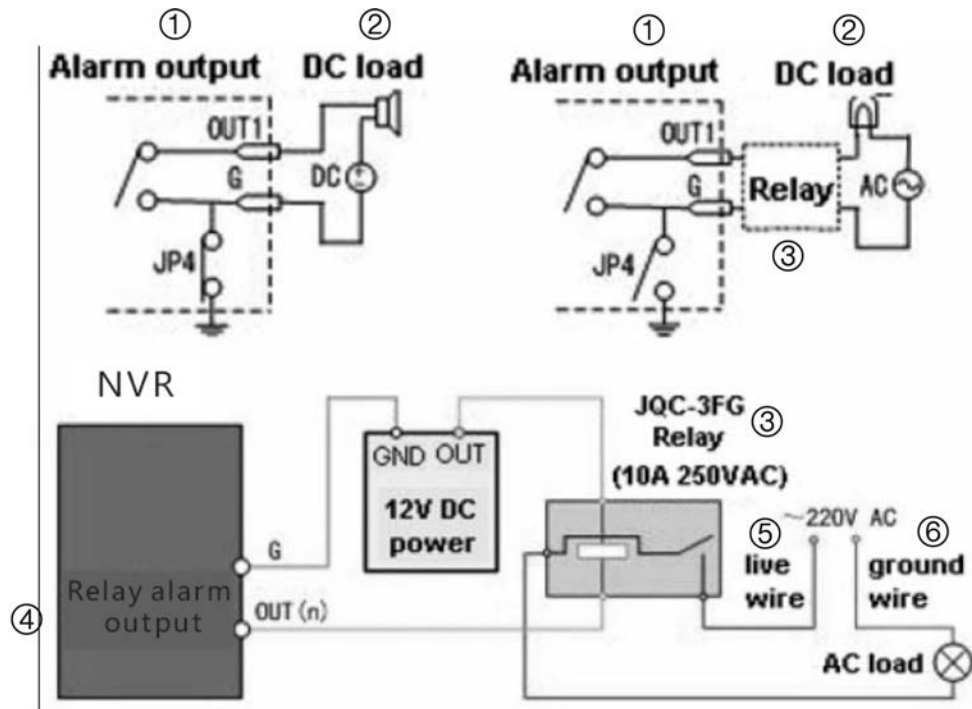 ① ②
Alarm output DC load
OUT1
G
DC
JP4
① ②
Alarm output DC load
OUT1
G
Relay
AC
JP4
③
NVR
Relay alarm
output
④
G
OUT(n)
GND OUT
12V DC
power
JQC-3FG ③
Relay
(10A 250VAC)
⑤ ~220V AC ⑥
live
wire
ground
wire
AC load